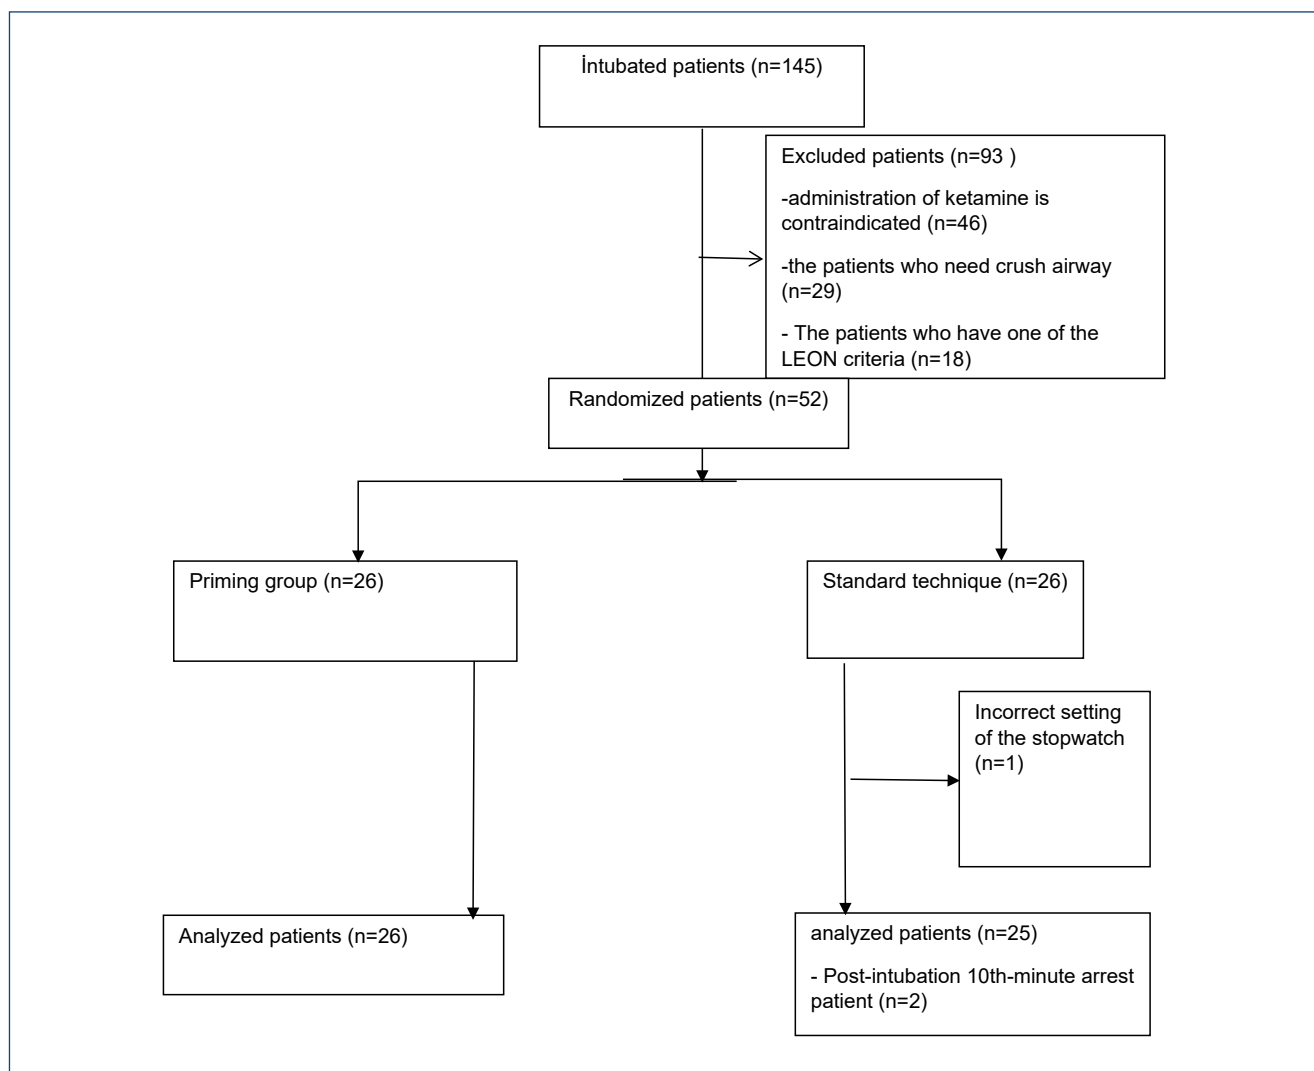 İntubated patients (n=145)
Excluded patients (n=93 )
-administration of ketamine is
contraindicated (n=46)
-the patients who need crush airway
(n=29)
- The patients who have one of the
LEON criteria (n=18)
Randomized patients (n=52)
Priming group (n=26)
Standard technique (n=26)
Incorrect setting
of the stopwatch
(n=1)
Analyzed patients (n=26)
analyzed patients (n=25)
- Post-intubation 10th-minute arrest
patient (n=2)